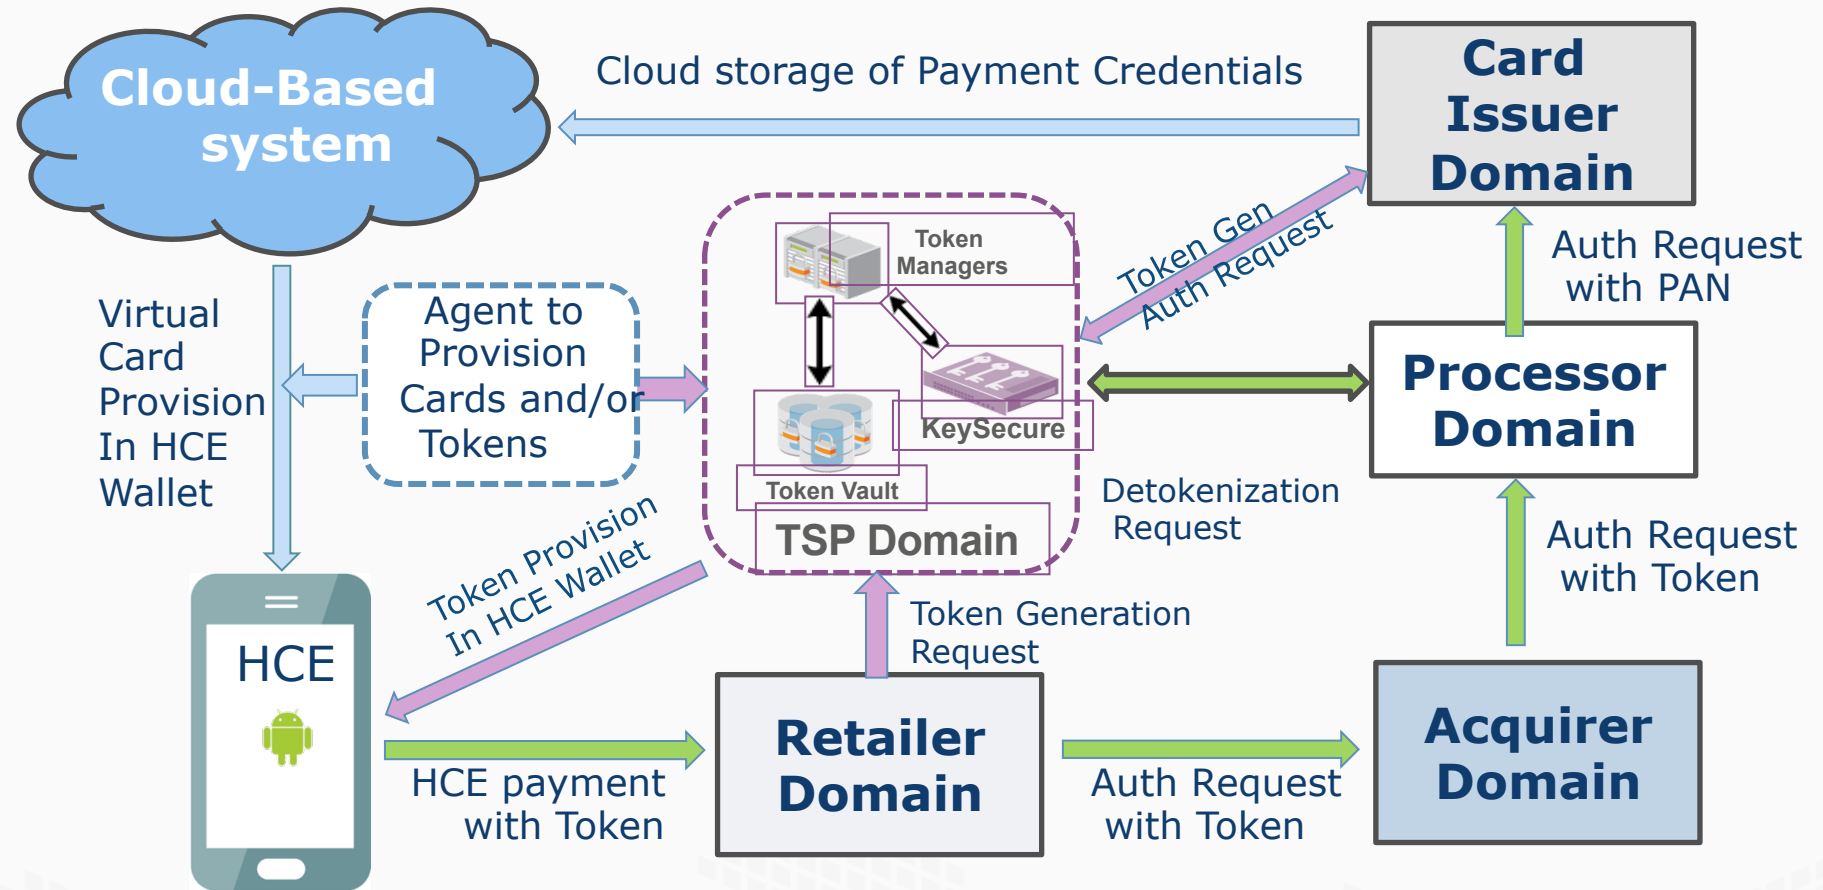 Cloud-Based
system
Cloud storage of Payment Credentials
Card
Issuer
Domain
Token
Managers
Token Gen
Auth Request
Auth Request
with PAN
Virtual
Card
Provision
In HCE
Wallet
Agent to
Provision
Cards and/or
Tokens
KeySecure
Token Vault
TSP Domain
Processor
Domain
Detokenization
Request
Auth Request
with Token
Token Provision
In HCE Wallet
Token Generation
Request
HCE
HCE payment
with Token
Retailer
Domain
Auth Request
with Token
Acquirer
Domain